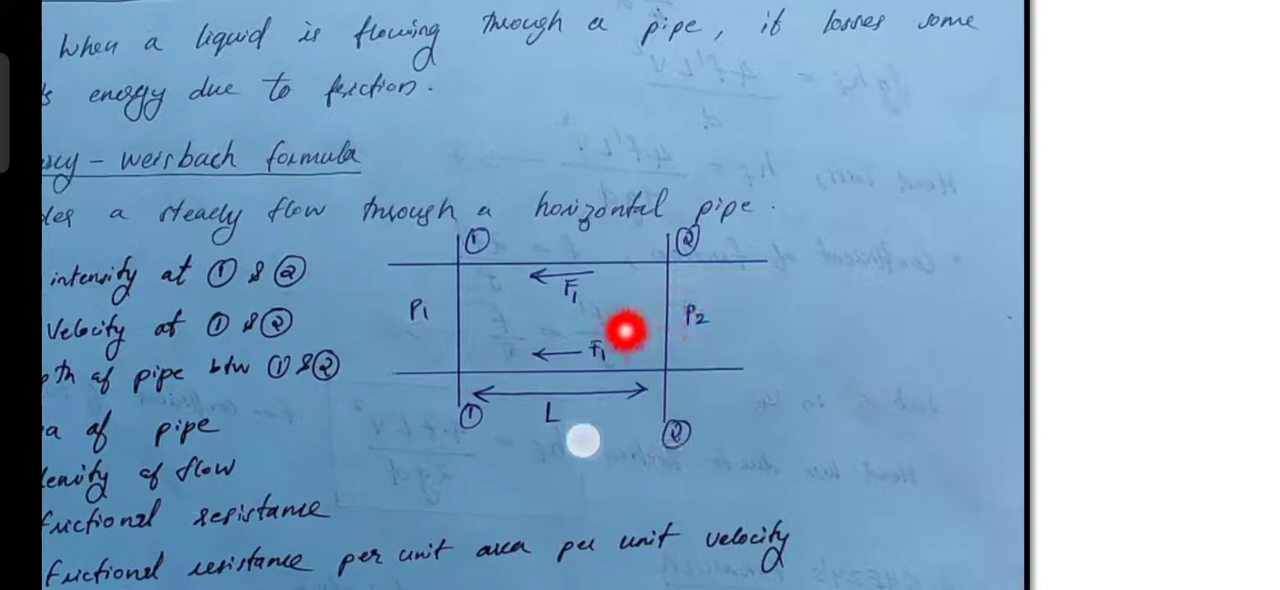 When a liquid is flowing through a pipe, it losses some
energy due to friction.
- weisbach formula
a steady flow through a horizontal pipe.
intensity at ① & ②
Velocity at ① & ②
of pipe b/w ① & ②
of pipe
of flow
frictional resistance
frictional resistance per unit area per unit velocity
① ②
F₁
P₁ P₂
F₁
L
① ②